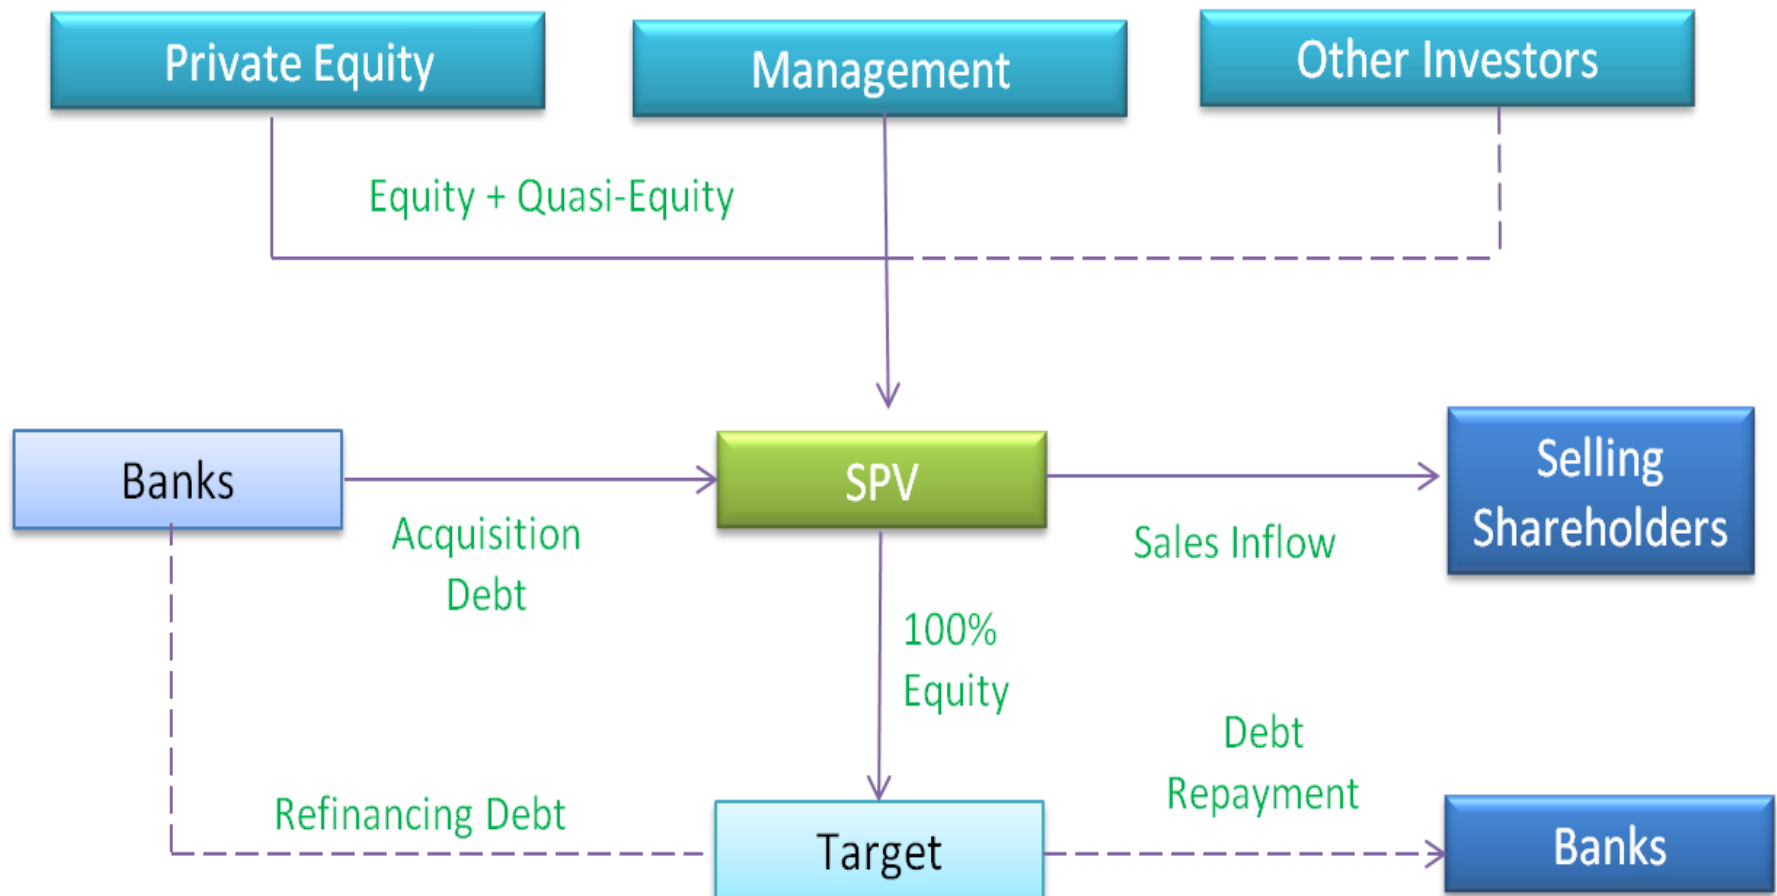 Private Equity
Management
Other Investors
Equity + Quasi-Equity
Banks
SPV
Selling
Shareholders
Acquisition
Debt
Sales Inflow
100%
Equity
Debt
Repayment
Refinancing Debt
Target
Banks